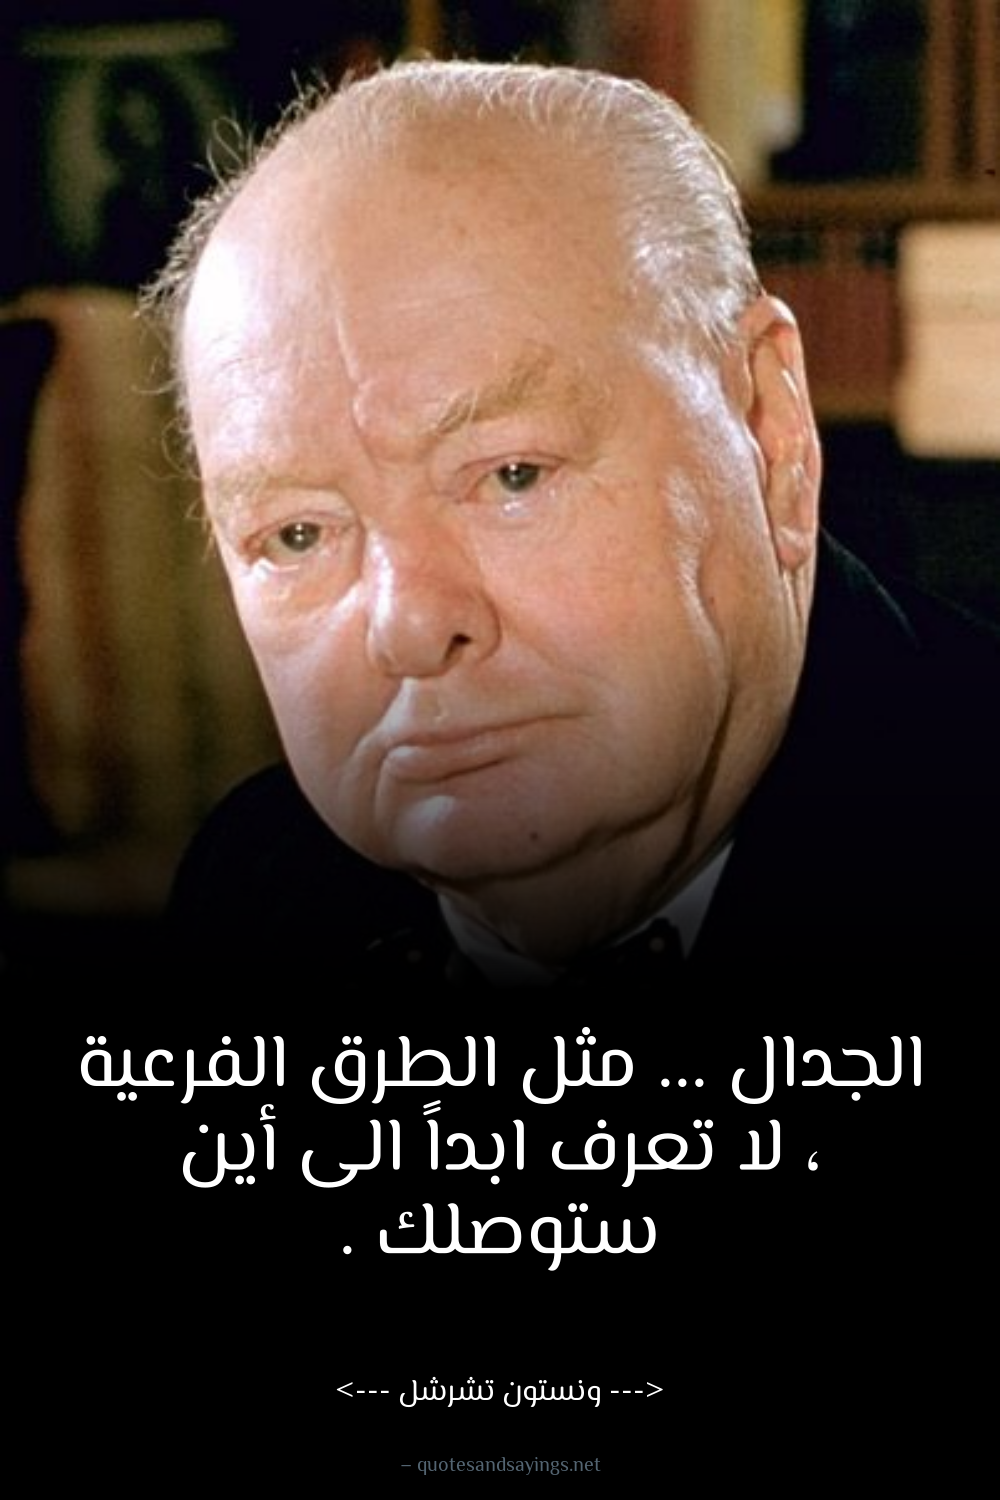 الجدال ... مثل الطرق الفرعية
، لا تعرف ابداً الى أين
ستوصلك .
<--- ونستون تشرشل --->
– quotesandsayings.net